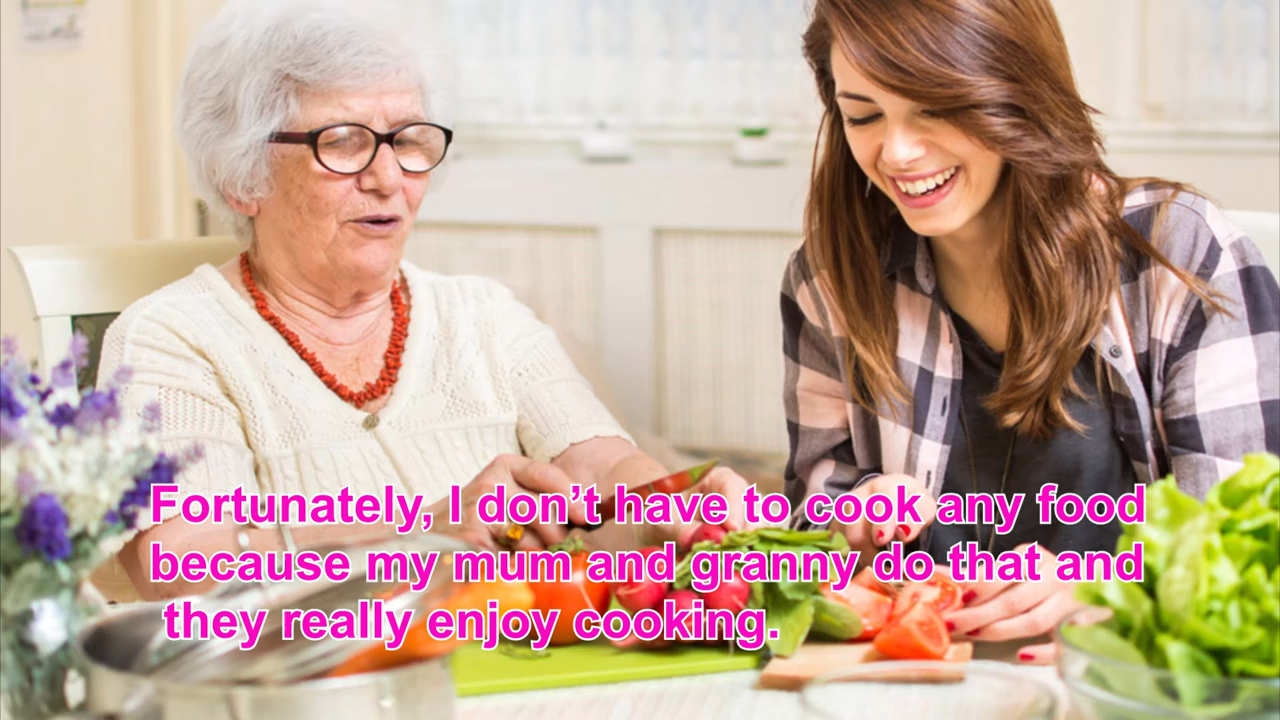 Fortunately, I don’t have to cook any food
because my mum and granny do that and
they really enjoy cooking.